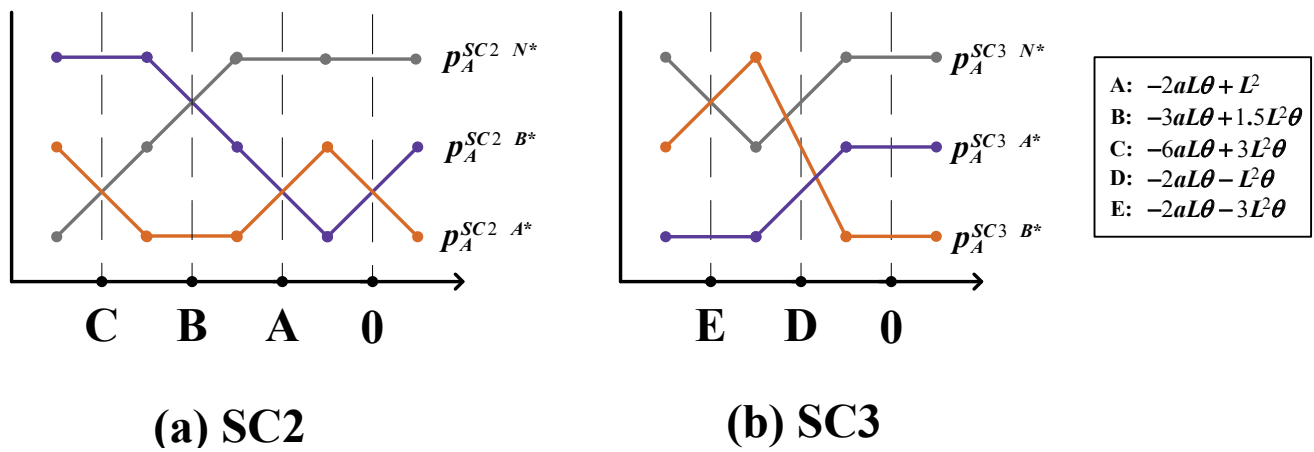 p_A^{SC2 N*}
p_A^{SC2 B*}
p_A^{SC2 A*}
C B A 0
(a) SC2
p_A^{SC3 N*}
p_A^{SC3 A*}
p_A^{SC3 B*}
E D 0
(b) SC3
A: −2aLθ + L²
B: −3aLθ + 1.5L²θ
C: −6aLθ + 3L²θ
D: −2aLθ − L²θ
E: −2aLθ − 3L²θ